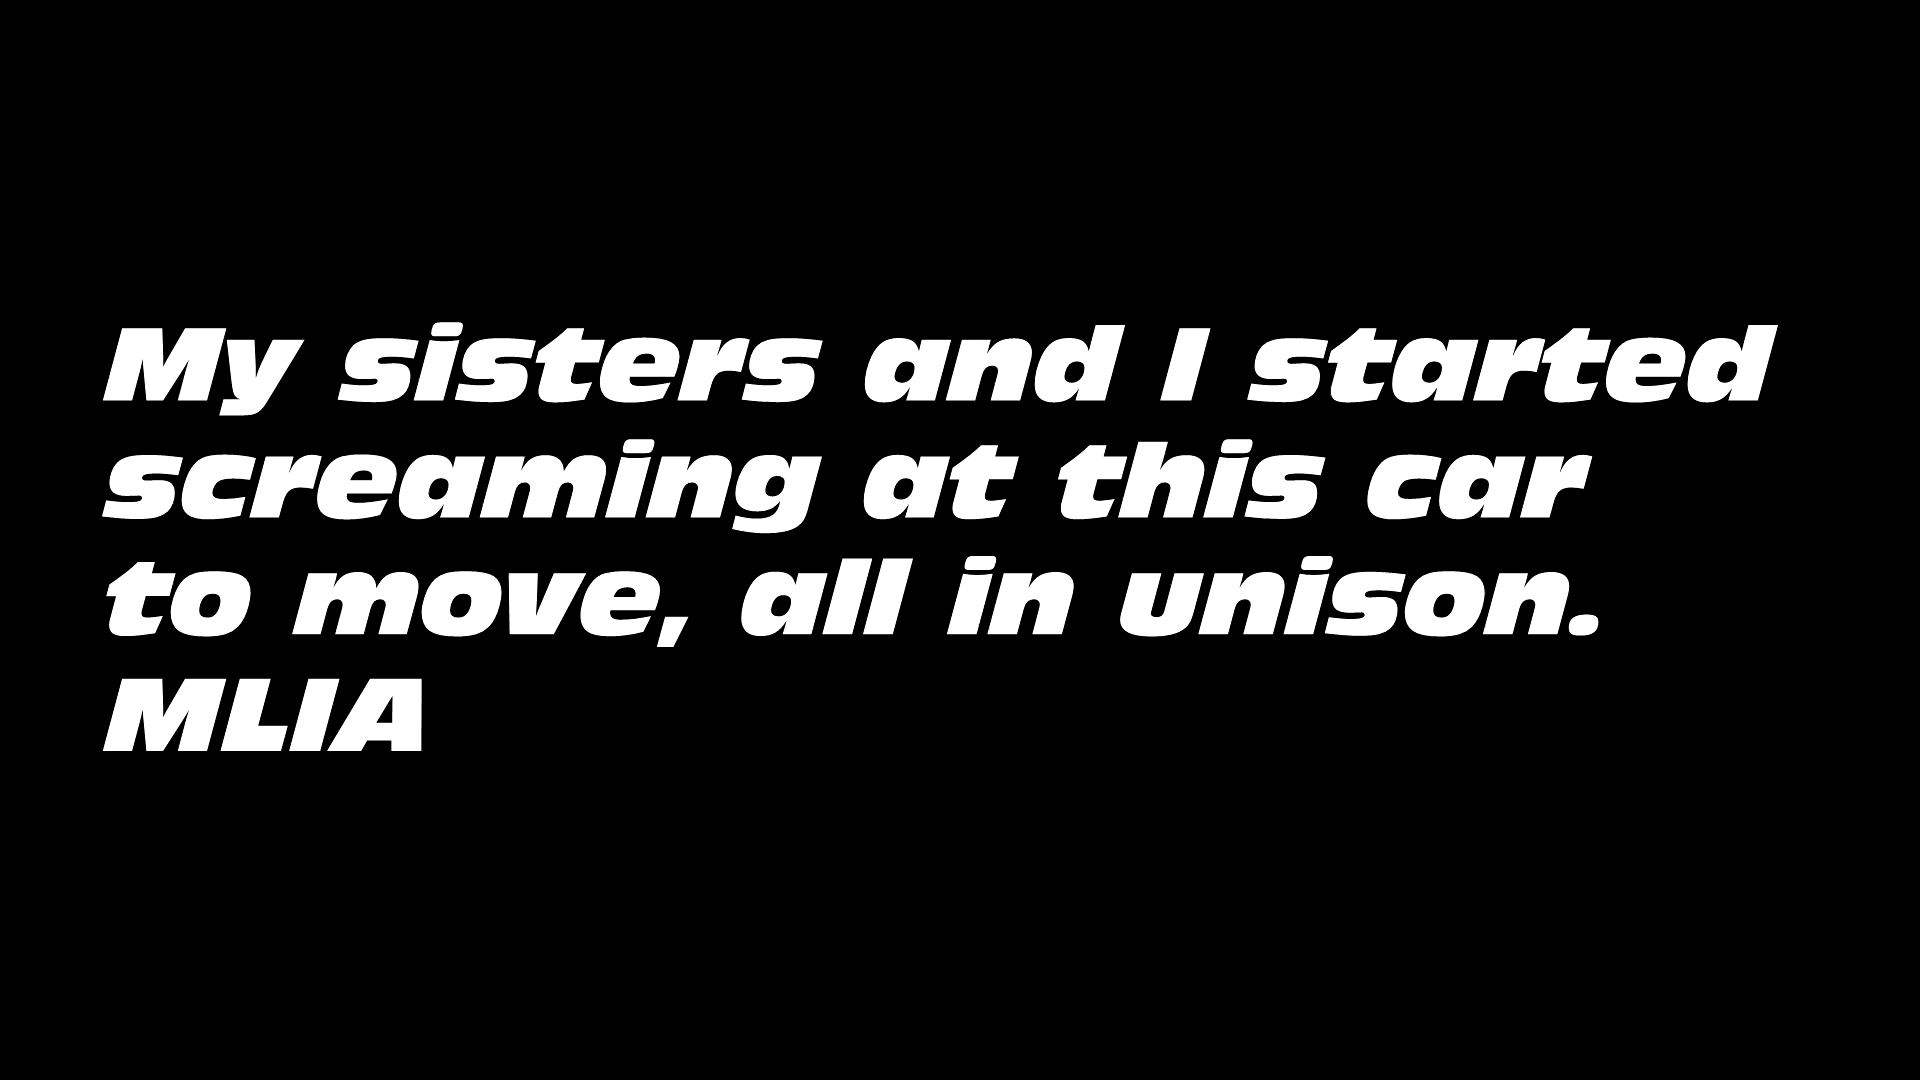 My sisters and I started
screaming at this car
to move, all in unison.
MLIA